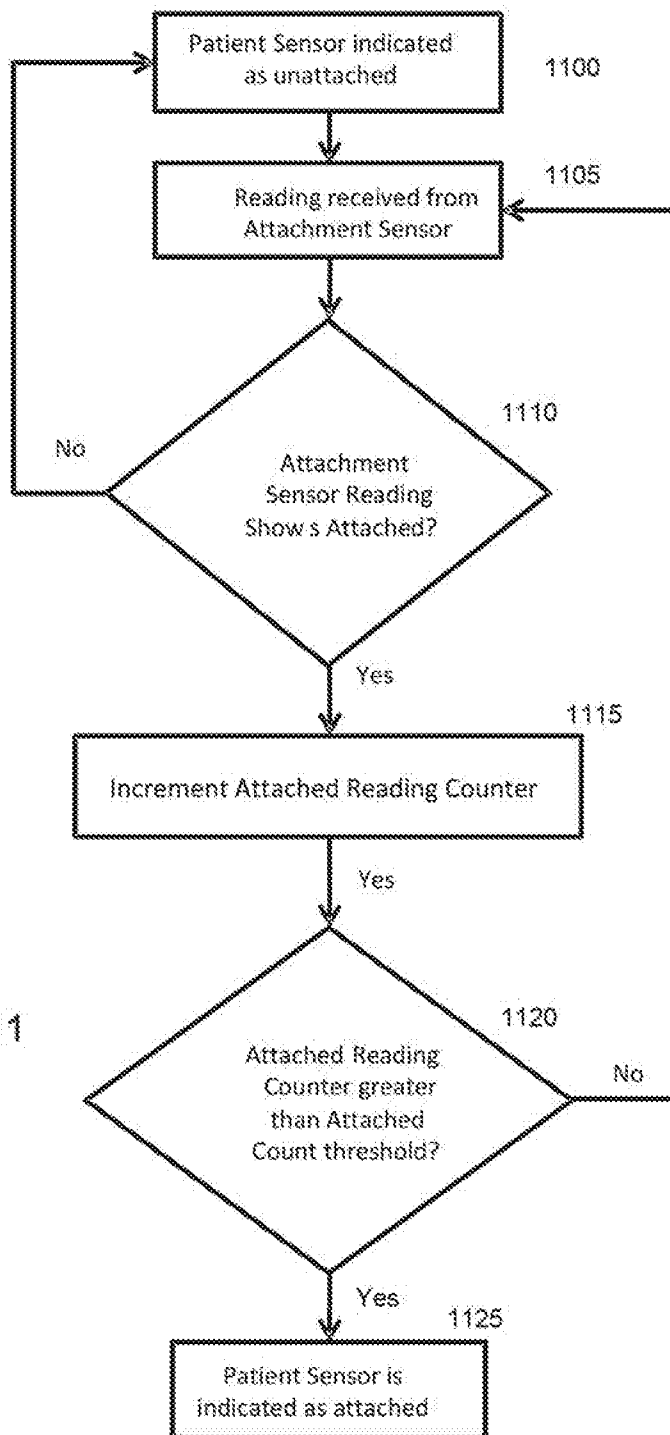 Patient Sensor indicated
as unattached
1100
1105
Reading received from
Attachment Sensor
1110
No
Attachment
Sensor Reading
Show s Attached?
Yes
1115
Increment Attached Reading Counter
Yes
1
1120
Attached Reading
Counter greater
than Attached
Count threshold?
No
Yes
1125
Patient Sensor is
indicated as attached